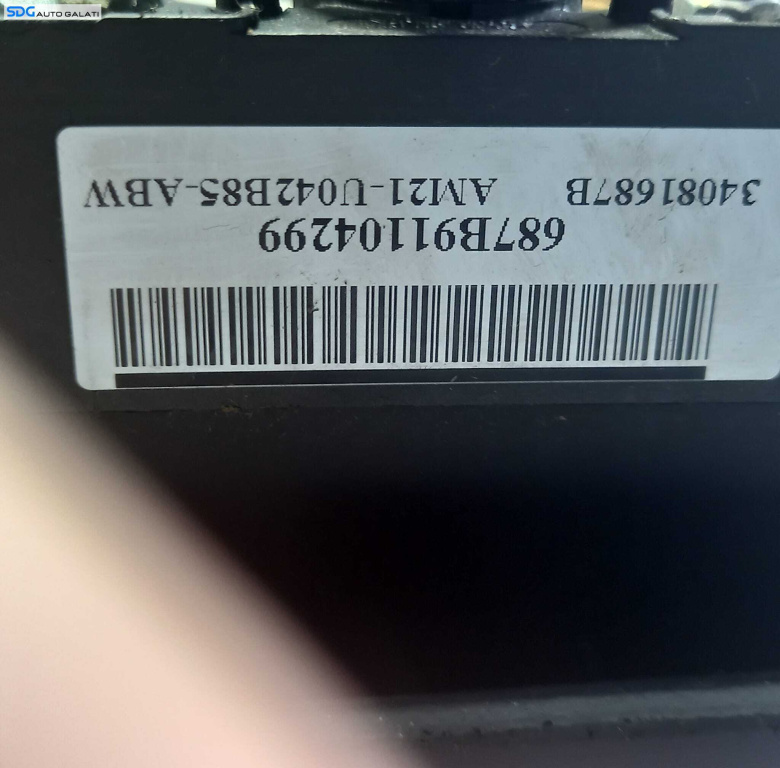 SDG AUTO GALATI
687B91104299
34081687B AM21-U042B85-ABW